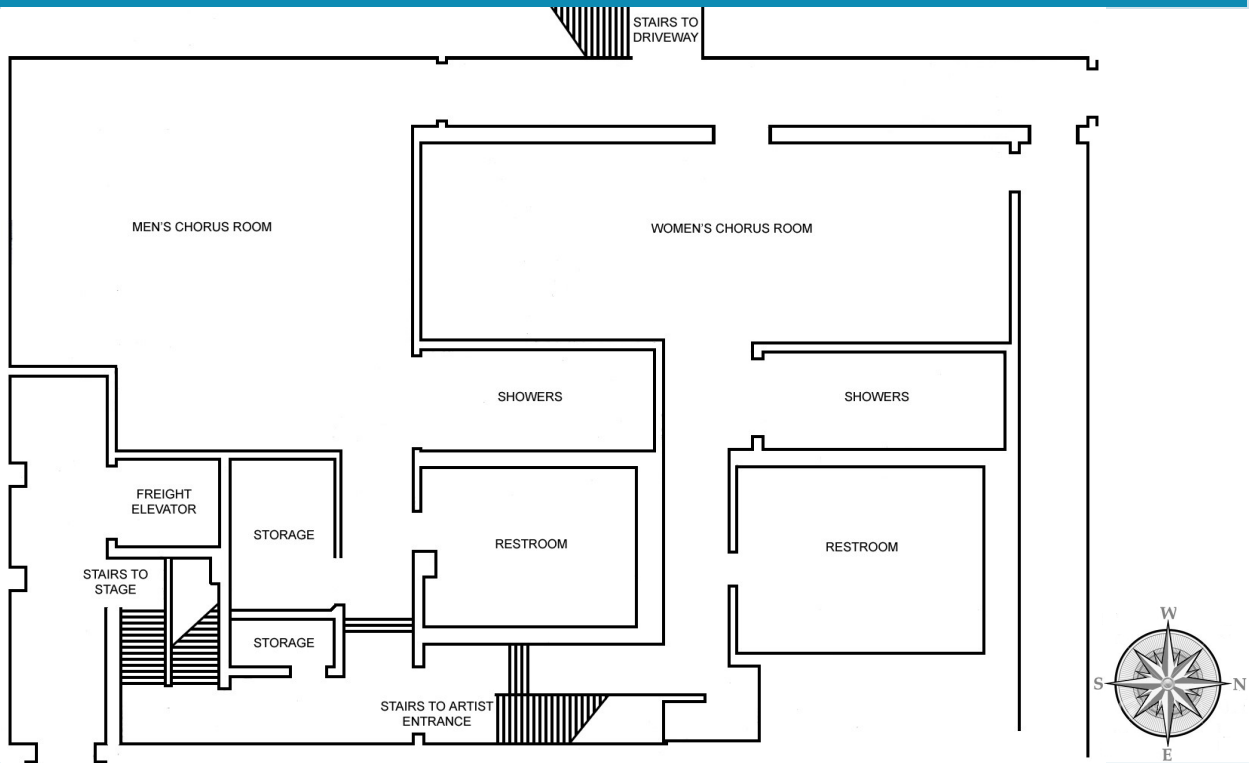 STAIRS TO
DRIVEWAY
MEN'S CHORUS ROOM
WOMEN'S CHORUS ROOM
SHOWERS
SHOWERS
FREIGHT
ELEVATOR
STORAGE
RESTROOM
RESTROOM
STAIRS TO
STAGE
STORAGE
STAIRS TO ARTIST
ENTRANCE
W
S
N
E